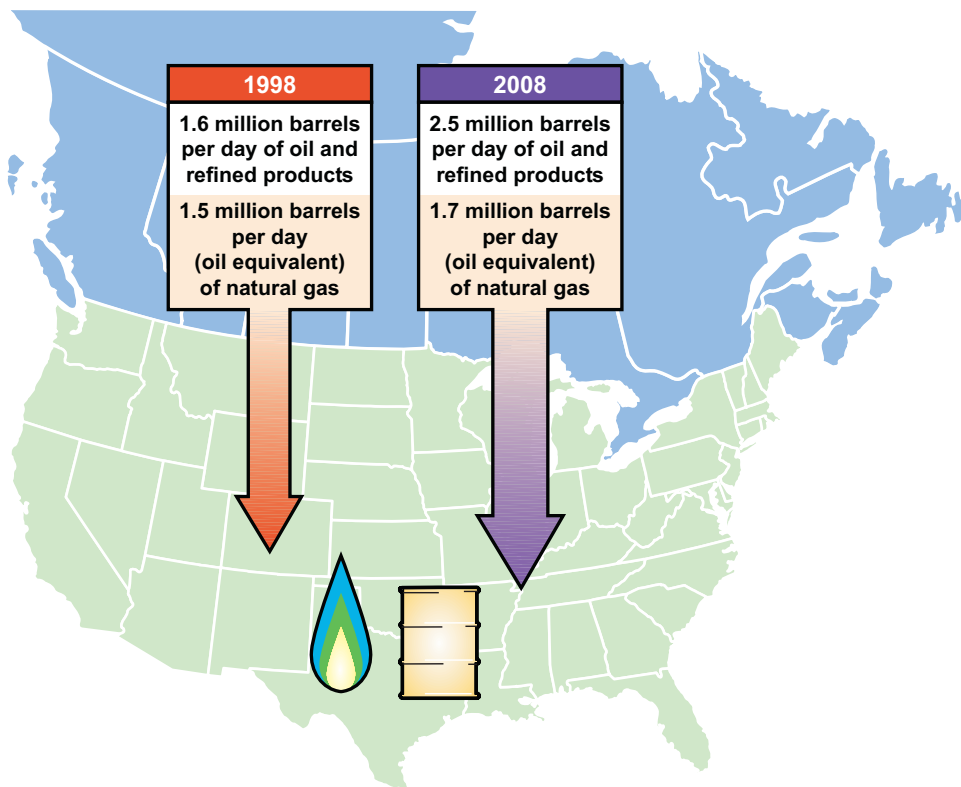 1998
1.6 million barrels
per day of oil and
refined products
1.5 million barrels
per day
(oil equivalent)
of natural gas
2008
2.5 million barrels
per day of oil and
refined products
1.7 million barrels
per day
(oil equivalent)
of natural gas